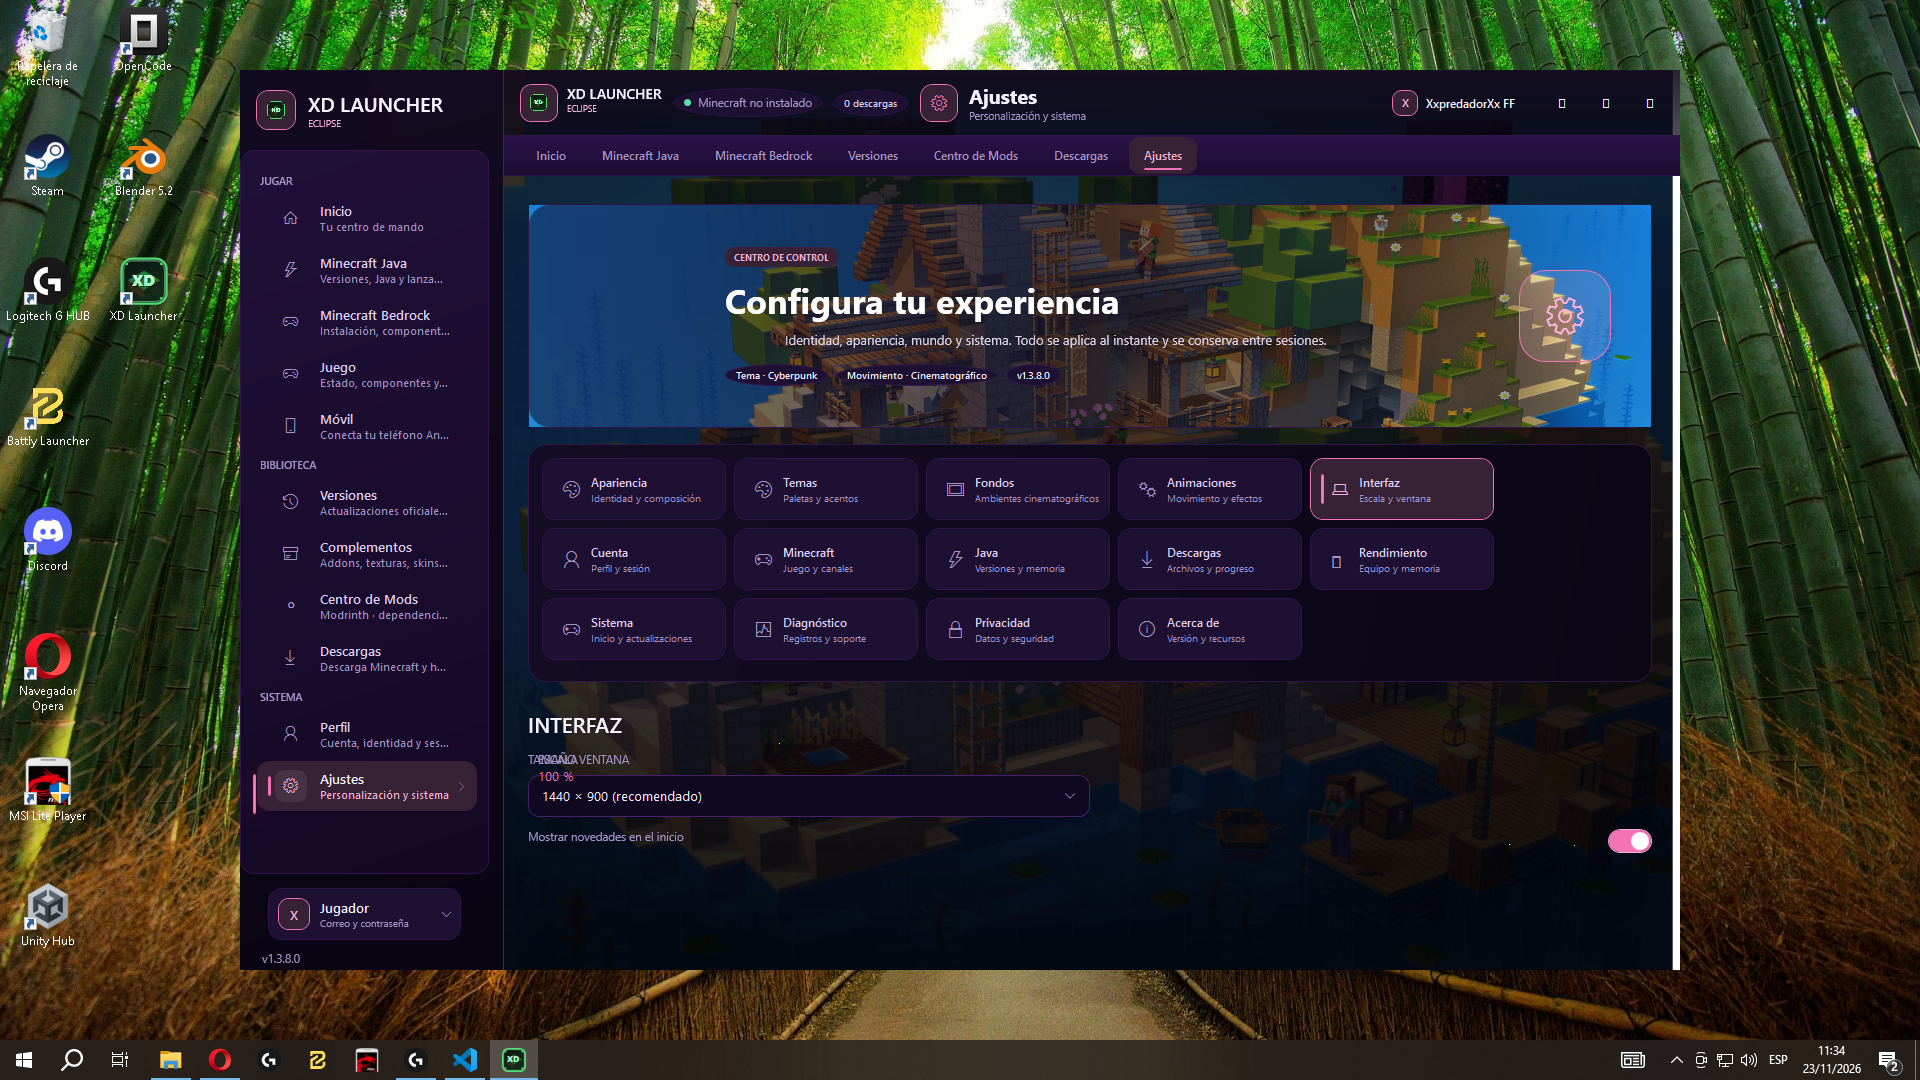 Papelera de
reciclaje
OpenCode
Steam
Blender 5.2
Logitech G HUB
XD Launcher
Battly Launcher
Discord
Navegador
Opera
MSI Lite Player
Unity Hub
XD LAUNCHER
ECLIPSE
JUGAR
Inicio
Tu centro de mando
Minecraft Java
Versiones, Java y lanza...
Minecraft Bedrock
Instalación, component...
Juego
Estado, componentes y...
Móvil
Conecta tu teléfono An...
BIBLIOTECA
Versiones
Actualizaciones oficiale...
Complementos
Addons, texturas, skins...
Centro de Mods
Modrinth · dependenci...
Descargas
Descarga Minecraft y h...
SISTEMA
Perfil
Cuenta, identidad y ses...
Ajustes
Personalización y sistema
X
Jugador
Correo y contraseña
v1.3.8.0
XD LAUNCHER
ECLIPSE
Minecraft no instalado
0 descargas
Ajustes
Personalización y sistema
X
XxpredadorXx FF
Inicio
Minecraft Java
Minecraft Bedrock
Versiones
Centro de Mods
Descargas
Ajustes
CENTRO DE CONTROL
Configura tu experiencia
Identidad, apariencia, mundo y sistema. Todo se aplica al instante y se conserva entre sesiones.
Tema · Cyberpunk
Movimiento · Cinematográfico
v1.3.8.0
Apariencia
Identidad y composición
Temas
Paletas y acentos
Fondos
Ambientes cinematográficos
Animaciones
Movimiento y efectos
Interfaz
Escala y ventana
Cuenta
Perfil y sesión
Minecraft
Juego y canales
Java
Versiones y memoria
Descargas
Archivos y progreso
Rendimiento
Equipo y memoria
Sistema
Inicio y actualizaciones
Diagnóstico
Registros y soporte
Privacidad
Datos y seguridad
Acerca de
Versión y recursos
INTERFAZ
TAMAÑO VENTANA
ESCALA
100 %
1440 × 900 (recomendado)
Mostrar novedades en el inicio
ESP
11:34
23/11/2026
2